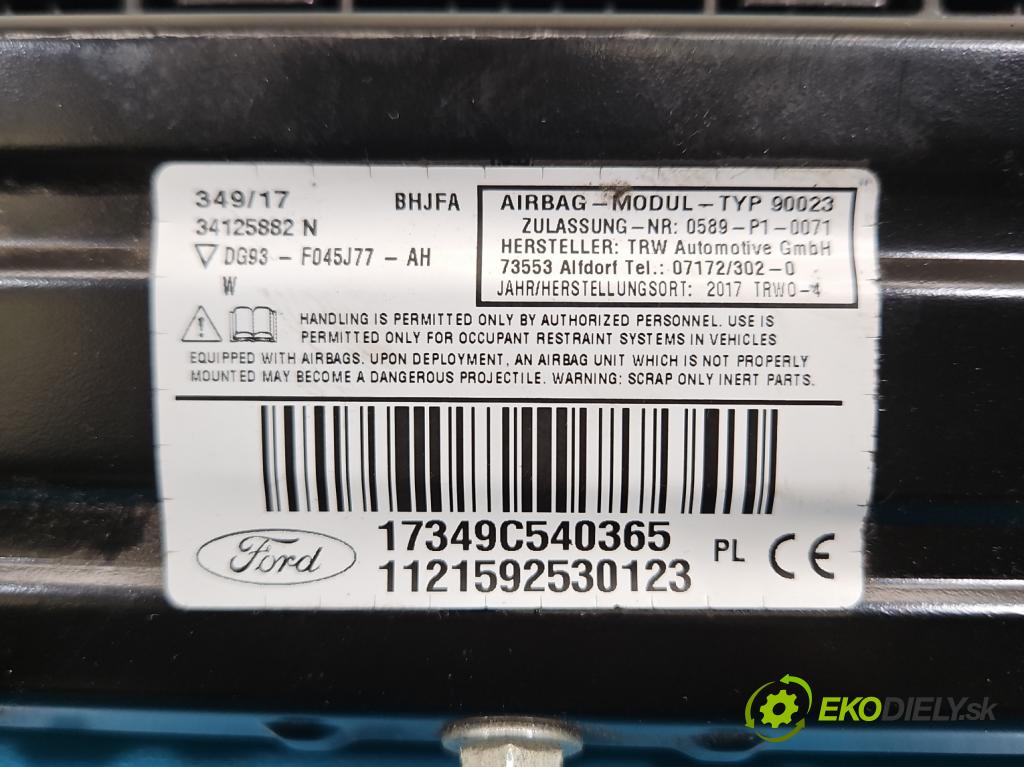 349/17
BHJFA
34125882 N
DG93 - F045J77 - AH
W
AIRBAG-MODUL-TYP 90023
ZULASSUNG-NR: 0589-P1-0071
HERSTELLER: TRW Automotive GmbH
73553 Alfdorf Tel.: 07172/302-0
JAHR/HERSTELLUNGSORT: 2017 TRWO-4
HANDLING IS PERMITTED ONLY BY AUTHORIZED PERSONNEL. USE IS
PERMITTED ONLY FOR OCCUPANT RESTRAINT SYSTEMS IN VEHICLES
EQUIPPED WITH AIRBAGS. UPON DEPLOYMENT, AN AIRBAG UNIT WHICH IS NOT PROPERLY
MOUNTED MAY BECOME A DANGEROUS PROJECTILE. WARNING: SCRAP ONLY INERT PARTS.
Ford
17349C540365
1121592530123
PL CE
EKODIELY.sk